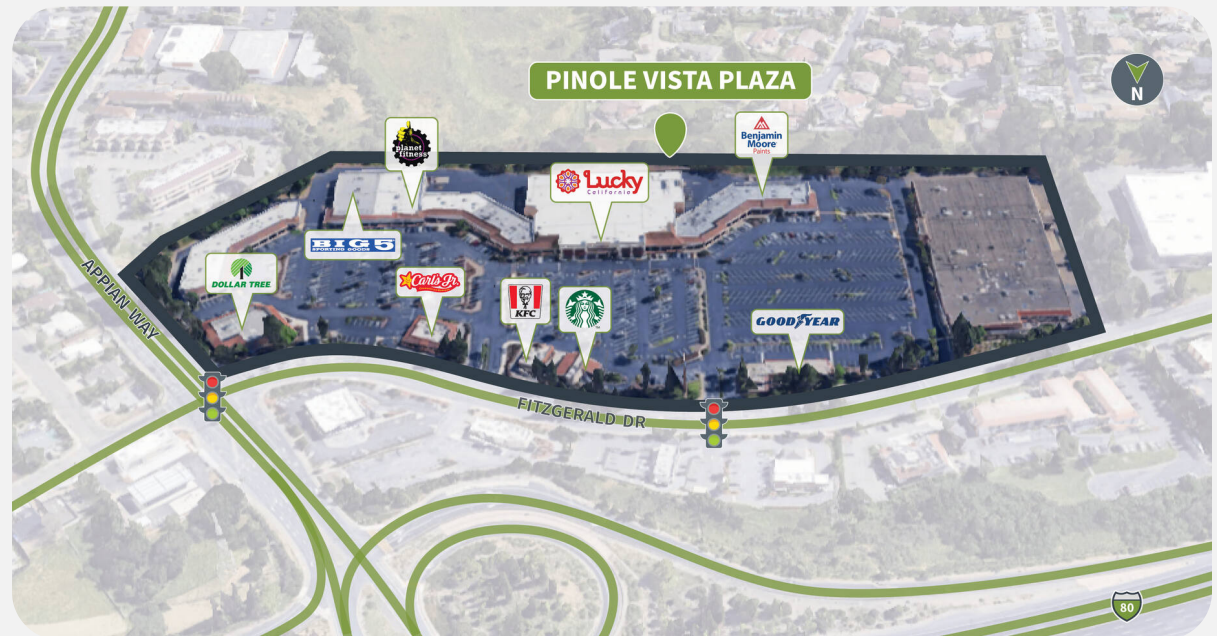 PINOLE VISTA PLAZA
N
planet
fitness
Benjamin
Moore
Paints
Lucky
California
BIG 5
SPORTING GOODS
DOLLAR TREE
Carl's Jr.
KFC
GOODYEAR
APPIAN WAY
FITZGERALD DR
80